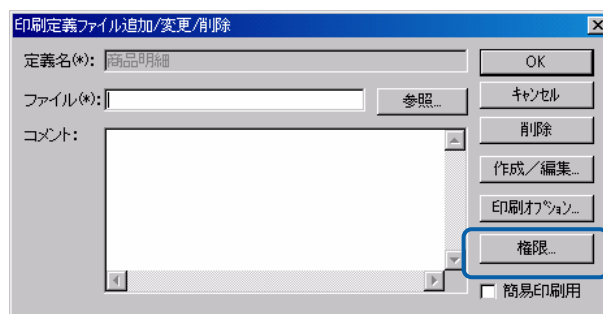 印刷定義ファイル追加/変更/削除
定義名(*): 商品明細
ファイル(*):
参照...
コメント:
OK
キャンセル
削除
作成／編集...
印刷オプション...
権限...
簡易印刷用